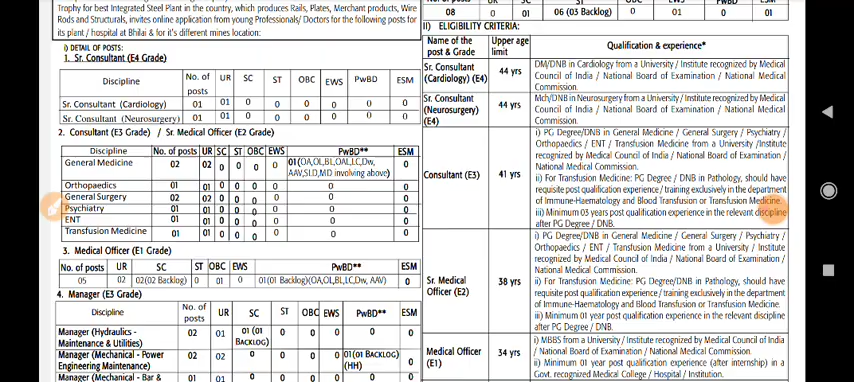 Trophy for best Integrated Steel Plant in the country, which produces Rails, Plates, Merchant products, Wire
Rods and Structurals, invites online application from young Professionals/ Doctors for the following posts for
its plant / hospital at Bhilai & for it's different mines location:
i) DETAIL OF POSTS:
1. Sr. Consultant (E4 Grade)
Discipline No. of posts UR SC ST OBC EWS PwBD ESM
Sr. Consultant (Cardiology) 01 01 0 0 0 0 0 0
Sr. Consultant (Neurosurgery) 01 01 0 0 0 0 0 0
2. Consultant (E3 Grade) / Sr. Medical Officer (E2 Grade)
Discipline No. of posts UR SC ST OBC EWS PwBD** ESM
General Medicine 02 02 0 0 0 0 01(OA,OL,BL,OAL,LC,Dw, AAV,SLD,MD involving above) 0
Orthopaedics 01 01 0 0 0 0 0 0
General Surgery 02 02 0 0 0 0 0 0
Psychiatry 01 01 0 0 0 0 0 0
ENT 01 01 0 0 0 0 0 0
Transfusion Medicine 01 01 0 0 0 0 0 0
3. Medical Officer (E1 Grade)
No. of posts UR SC ST OBC EWS PwBD** ESM
05 02 02(02 Backlog) 0 01 0 01(01 Backlog)(OA,OL,BL,LC,Dw, AAV) 0
4. Manager (E3 Grade)
Discipline No. of posts UR SC ST OBC EWS PwBD** ESM
Manager (Hydraulics - Maintenance & Utilities) 02 01 01 (01 BACKLOG) 0 0 0 0 0
Manager (Mechanical - Power Engineering Maintenance) 02 02 0 0 0 0 01(01 BACKLOG) (HH) 0
Manager (Mechanical - Bar & 01 01 0 0 0 0 0 0
08 0 01 06 (03 Backlog) 0 01 0 01
II) ELIGIBILITY CRITERIA:
Name of the post & Grade Upper age limit Qualification & experience*
Sr. Consultant (Cardiology) (E4) 44 yrs DM/DNB in Cardiology from a University / Institute recognized by Medical
Council of India / National Board of Examination / National Medical
Commission.
Sr. Consultant (Neurosurgery) (E4) 44 yrs Mch/DNB in Neurosurgery from a University / Institute recognized by Medical
Council of India / National Board of Examination / National Medical
Commission.
Consultant (E3) 41 yrs i) PG Degree/DNB in General Medicine / General Surgery / Psychiatry /
Orthopaedics / ENT / Transfusion Medicine from a University /Institute
recognized by Medical Council of India / National Board of Examination /
National Medical Commission.
ii) For Transfusion Medicine: PG Degree / DNB in Pathology, should have
requisite post qualification experience / training exclusively in the department
of Immune-Haematology and Blood Transfusion or Transfusion Medicine.
iii) Minimum 03 years post qualification experience in the relevant discipline
after PG Degree / DNB.
Sr. Medical Officer (E2) 38 yrs i) PG Degree/DNB in General Medicine / General Surgery / Psychiatry /
Orthopaedics / ENT / Transfusion Medicine from a University / Institute
recognized by Medical Council of India / National Board of Examination /
National Medical Commission.
ii) For Transfusion Medicine: PG Degree / DNB in Pathology, should have
requisite post qualification experience / training exclusively in the department
of Immune-Haematology and Blood Transfusion or Transfusion Medicine.
iii) Minimum 01 year post qualification experience in the relevant discipline
after PG Degree / DNB.
Medical Officer (E1) 34 yrs i) MBBS from a University / Institute recognized by Medical Council of India
/ National Board of Examination / National Medical Commission.
ii) Minimum 01 year post qualification experience (after internship) in a
Govt. recognized Medical College / Hospital / Institution.